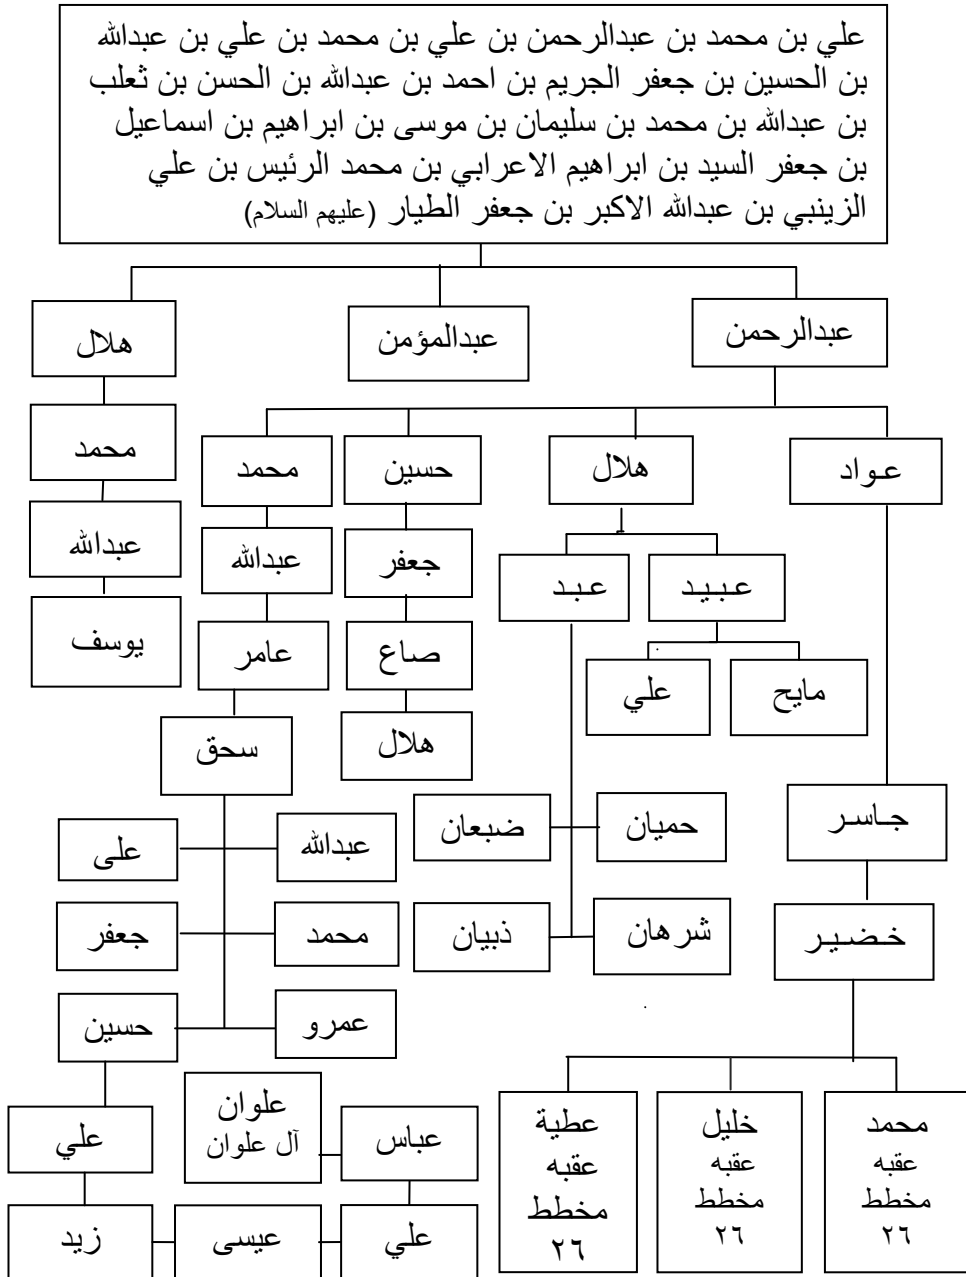 علي بن محمد بن عبدالرحمن بن علي بن محمد بن علي بن عبدالله
بن الحسين بن جعفر الجريم بن احمد بن عبدالله بن الحسن بن ثعلب
بن عبدالله بن محمد بن سليمان بن موسى بن ابراهيم بن اسماعيل
بن جعفر السيد بن ابراهيم الاعرابي بن محمد الرئيس بن علي
الزينبي بن عبدالله الاكبر بن جعفر الطيار (عليهم السلام)
عبدالرحمن
عبدالمؤمن
هلال
عواد
هلال
حسين
محمد
محمد
عبيد
عبد
جعفر
عبدالله
عبدالله
مايح
علي
صاع
عامر
يوسف
هلال
سحق
جاسر
حميان
ضبعان
عبدالله
على
خضير
شرهان
ذبيان
محمد
جعفر
عمرو
حسين
محمد
عقبه
مخطط
٢٦
خليل
عقبه
مخطط
٢٦
عطية
عقبه
مخطط
٢٦
عباس
علوان
آل علوان
علي
علي
عيسى
زيد